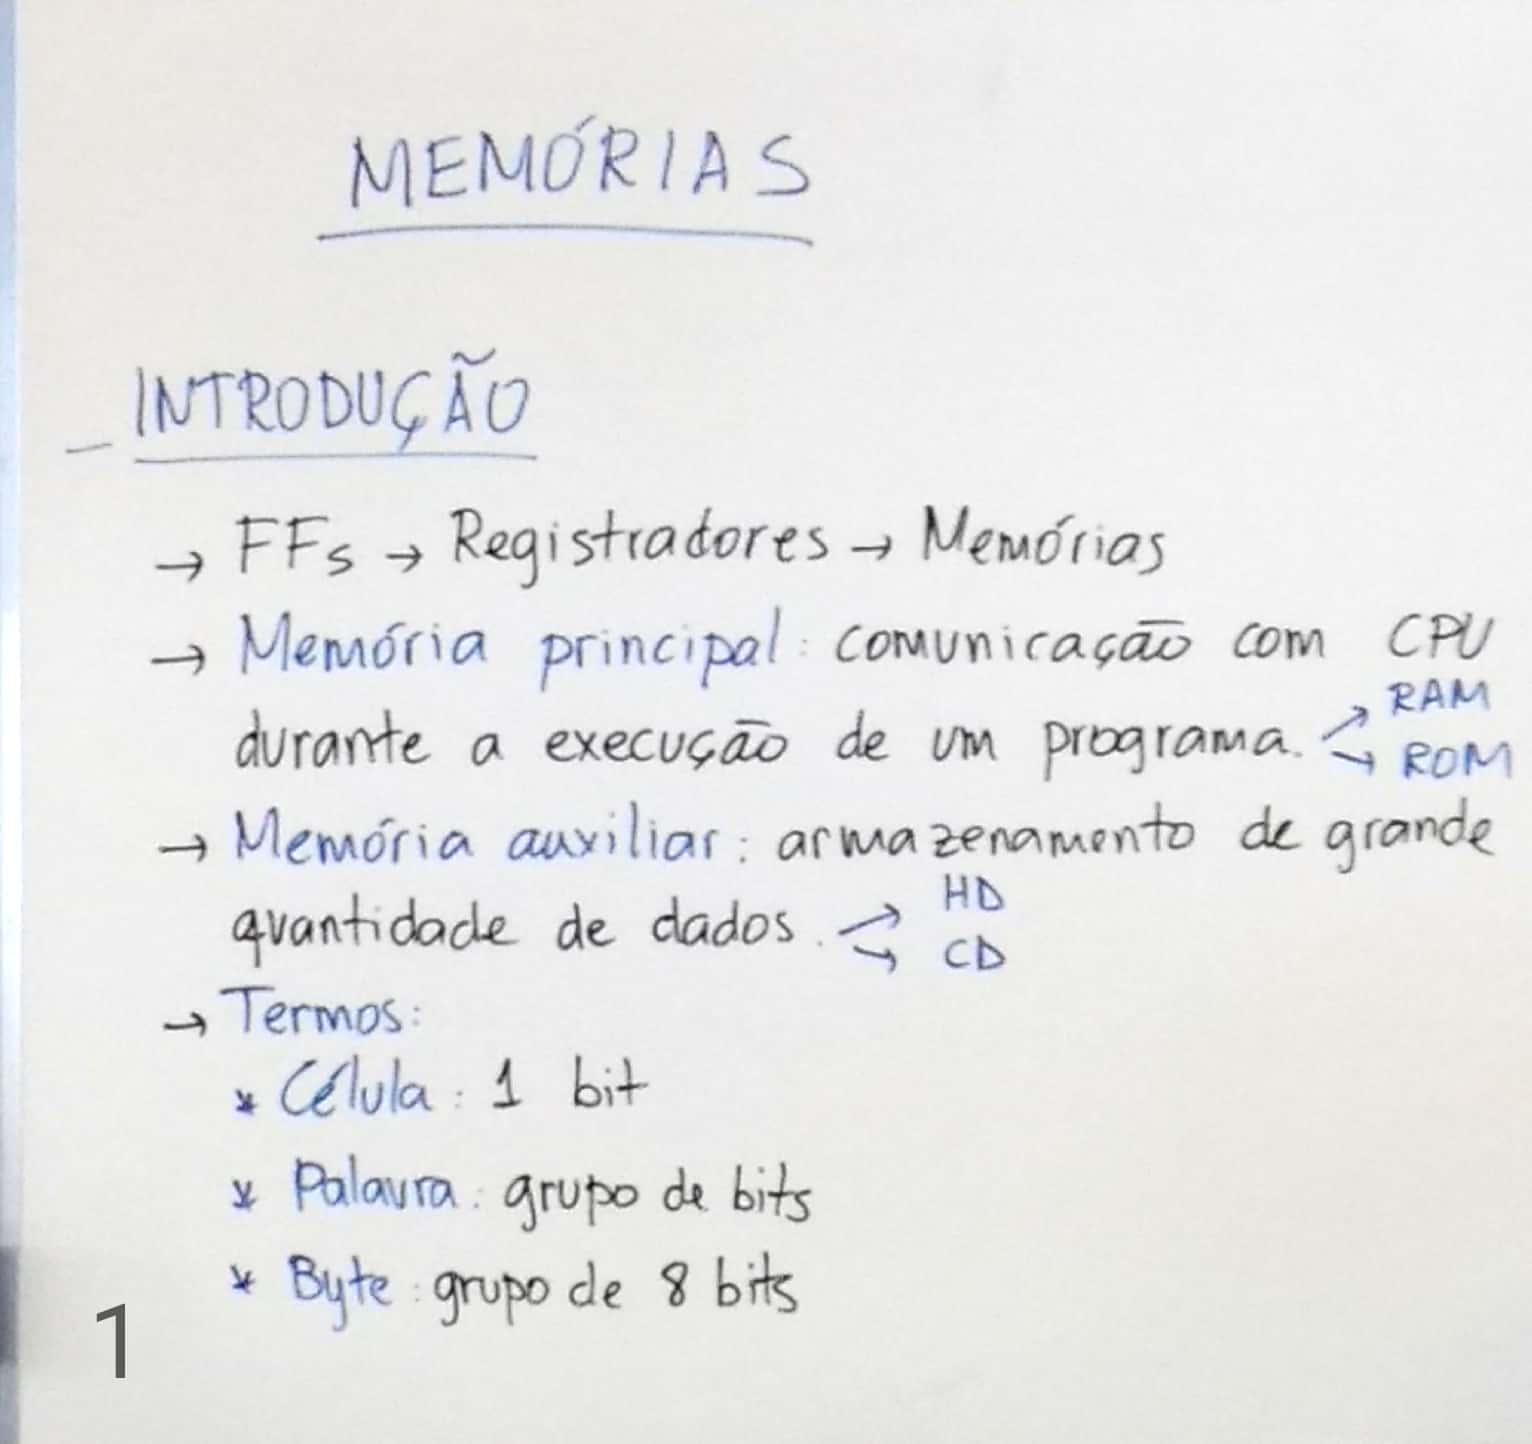 MEMÓRIAS
INTRODUÇÃO
→ FFs → Registradores → Memórias
→ Memória principal: comunicação com CPU
durante a execução de um programa. → RAM
→ ROM
→ Memória auxiliar: armazenamento de grande
quantidade de dados. → HD
→ CD
→ Termos:
* Célula: 1 bit
* Palavra: grupo de bits
* Byte: grupo de 8 bits
1